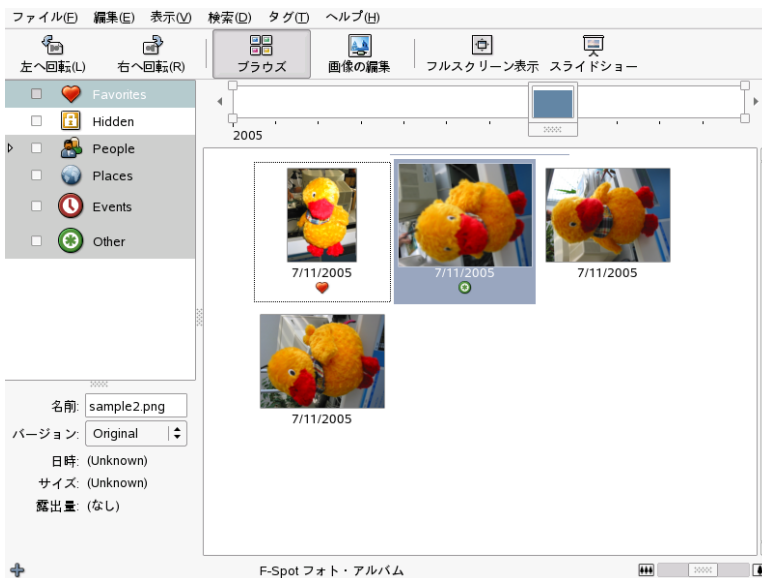 ファイル(F) 編集(E) 表示(V) 検索(D) タグ(T) ヘルプ(H)
左へ回転(L) 右へ回転(R) ブラウズ 画像の編集 フルスクリーン表示 スライドショー
Favorites
Hidden
People
Places
Events
Other
2005
7/11/2005 7/11/2005 7/11/2005
7/11/2005
名前: sample2.png
バージョン: Original
日時: (Unknown)
サイズ: (Unknown)
露出量: (なし)
F-Spot フォト・アルバム